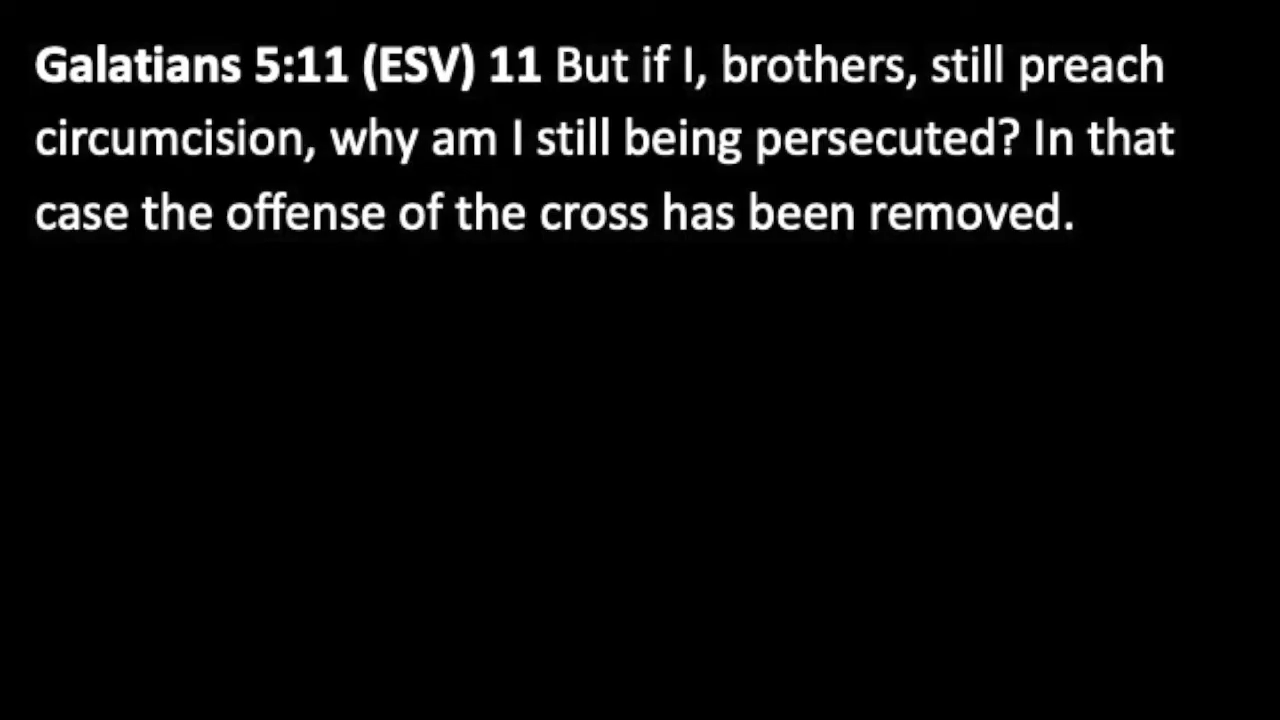 Galatians 5:11 (ESV) 11 But if I, brothers, still preach
circumcision, why am I still being persecuted? In that
case the offense of the cross has been removed.